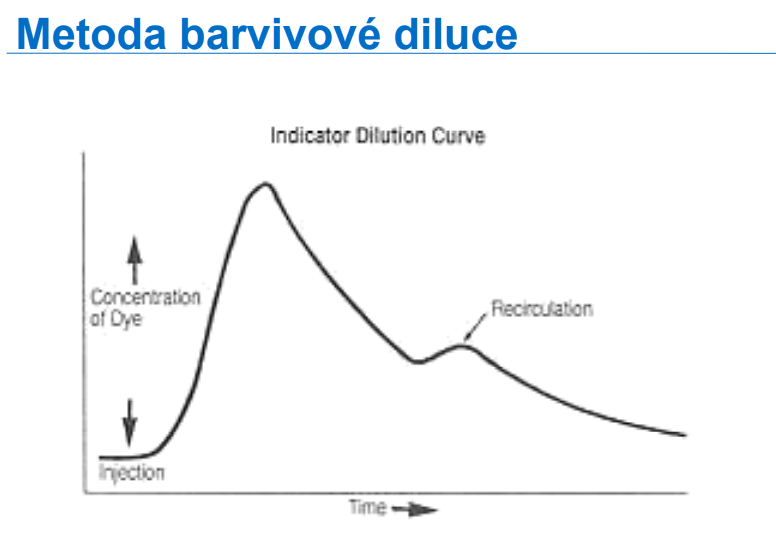 Metoda barvivové diluce
Indicator Dilution Curve
Concentration
of Dye
Recirculation
Injection
Time